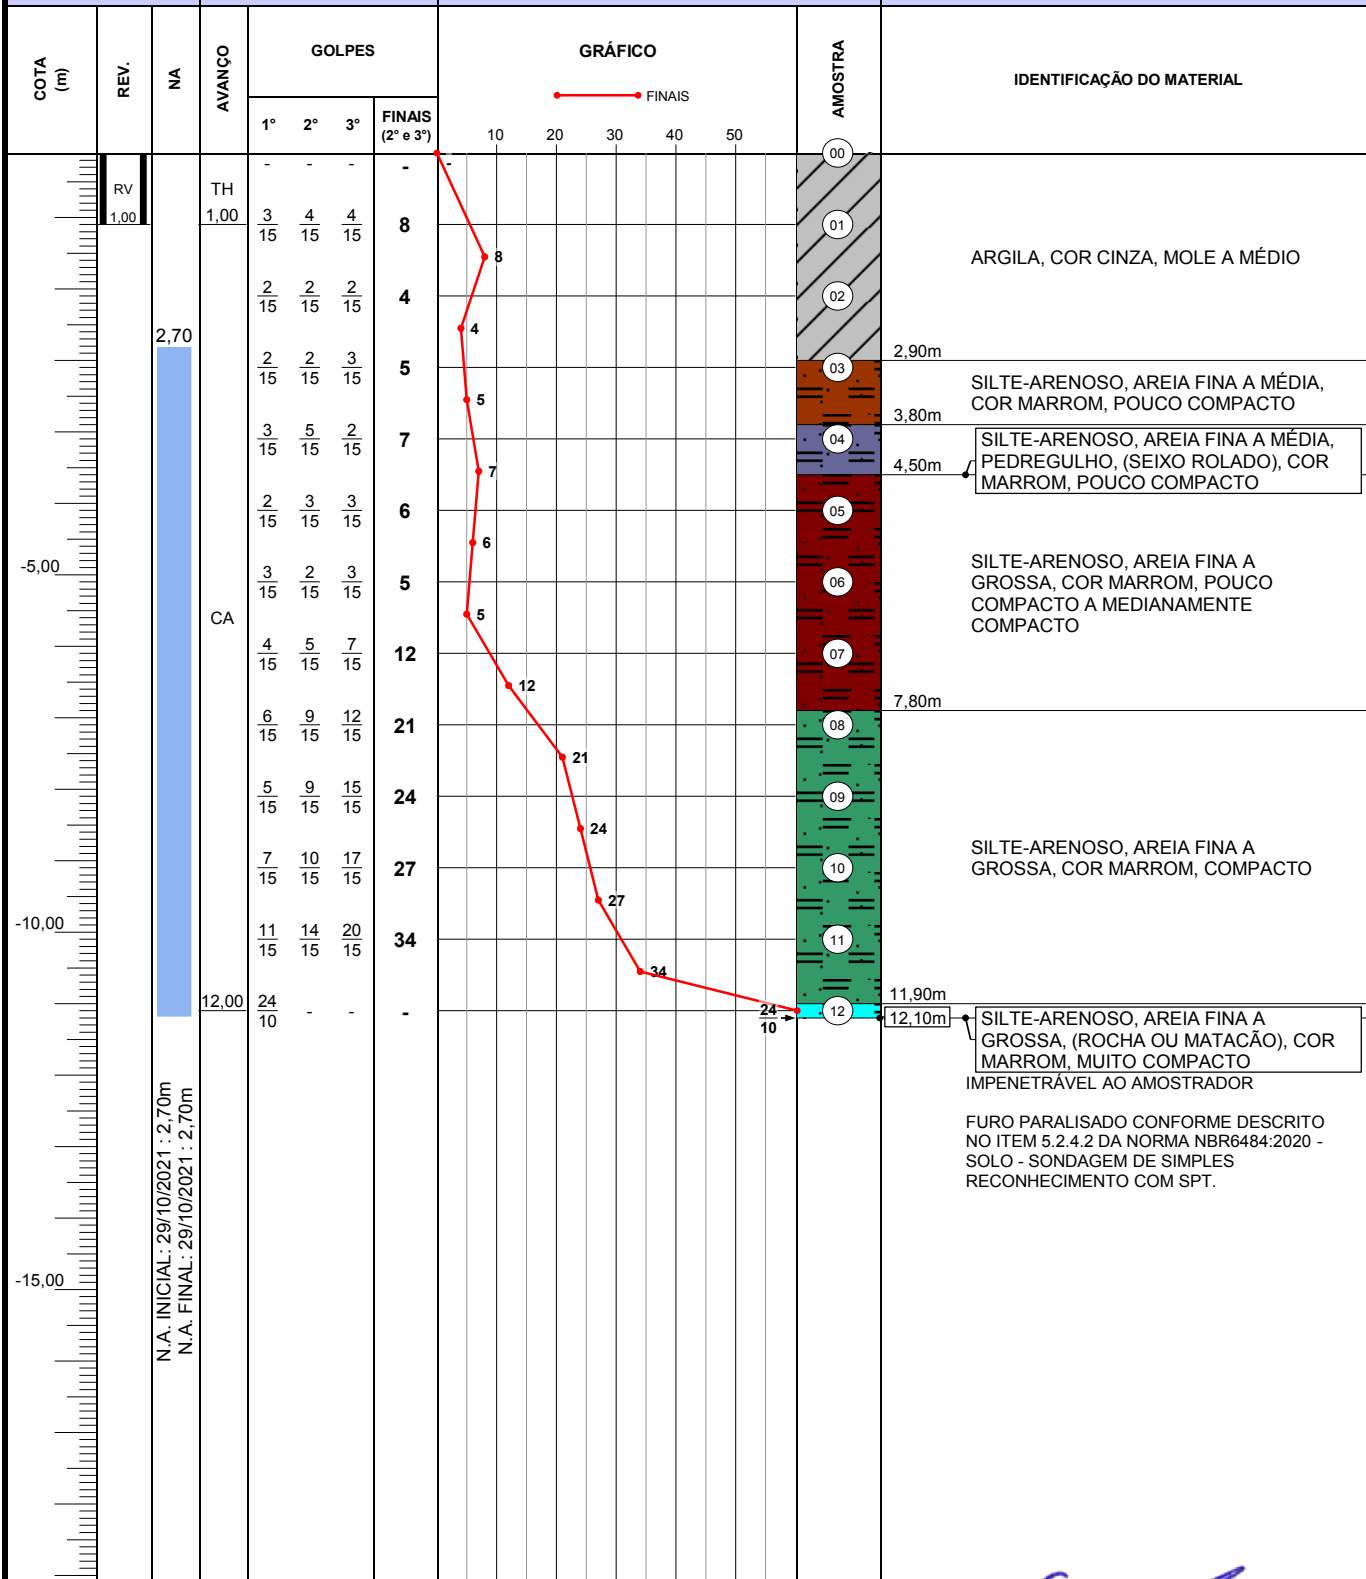 COTA (m)
REV.
NA
AVANÇO
GOLPES
1° 2° 3° FINAIS (2° e 3°)
GRÁFICO
FINAIS
10 20 30 40 50
AMOSTRA
IDENTIFICAÇÃO DO MATERIAL
- - - - - 00
RV TH
1,00 1,00 3/15 4/15 4/15 8 01
8
ARGILA, COR CINZA, MOLE A MÉDIO
2/15 2/15 2/15 4 02
4
2,70
2,90m
2/15 2/15 3/15 5 03
5
SILTE-ARENOSO, AREIA FINA A MÉDIA,
COR MARROM, POUCO COMPACTO
3,80m
3/15 5/15 2/15 7 04
7
SILTE-ARENOSO, AREIA FINA A MÉDIA,
PEDREGULHO, (SEIXO ROLADO), COR
MARROM, POUCO COMPACTO
4,50m
2/15 3/15 3/15 6 05
6
-5,00
3/15 2/15 3/15 5 06
5
CA
SILTE-ARENOSO, AREIA FINA A
GROSSA, COR MARROM, POUCO
COMPACTO A MEDIANAMENTE
COMPACTO
4/15 5/15 7/15 12 07
12
7,80m
6/15 9/15 12/15 21 08
21
5/15 9/15 15/15 24 09
24
SILTE-ARENOSO, AREIA FINA A
GROSSA, COR MARROM, COMPACTO
7/15 10/15 17/15 27 10
27
-10,00
11/15 14/15 20/15 34 11
34
11,90m
12,00 24/10 - - - 24/10 12
12,10m
SILTE-ARENOSO, AREIA FINA A
GROSSA, (ROCHA OU MATACÃO), COR
MARROM, MUITO COMPACTO
IMPENETRÁVEL AO AMOSTRADOR
FURO PARALISADO CONFORME DESCRITO
NO ITEM 5.2.4.2 DA NORMA NBR6484:2020 -
SOLO - SONDAGEM DE SIMPLES
RECONHECIMENTO COM SPT.
N.A. INICIAL: 29/10/2021 : 2,70m
N.A. FINAL: 29/10/2021 : 2,70m
-15,00